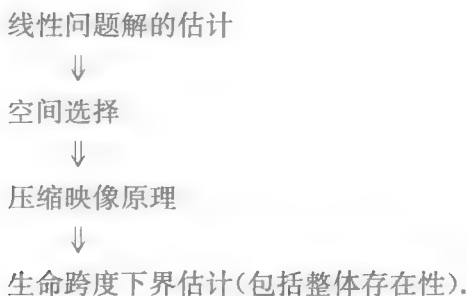 线性问题解的估计
⇓
空间选择
⇓
压缩映像原理
⇓
生命跨度下界估计(包括整体存在性).